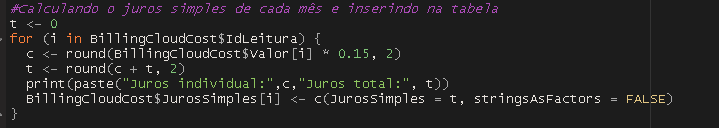 #Calculando o juros simples de cada mês e inserindo na tabela
t <- 0
for (i in BillingCloudCost$IdLeitura) {
c <- round(BillingCloudCost$Valor[i] * 0.15, 2)
t <- round(c + t, 2)
print(paste("Juros individual:",c,"Juros total:", t))
BillingCloudCost$JurosSimples[i] <- c(JurosSimples = t, stringsAsFactors = FALSE)
}